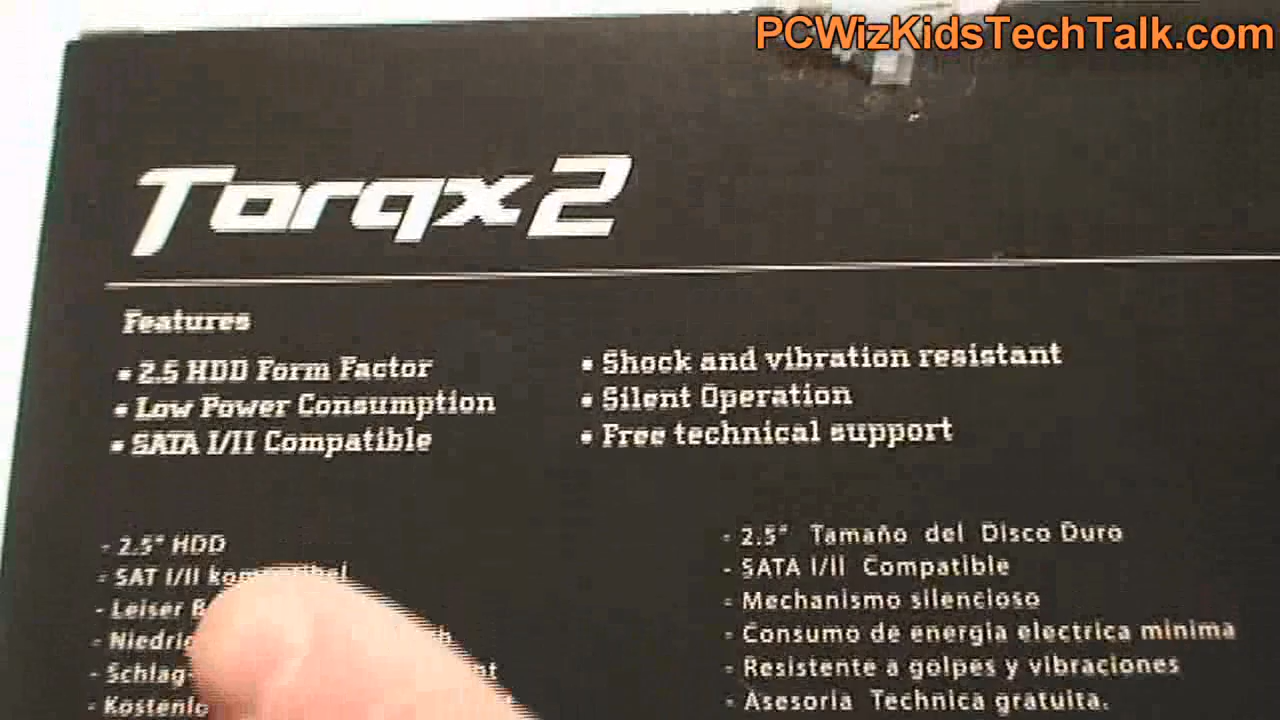 PCWizKidsTechTalk.com
Torqx2
Features
• 2.5 HDD Form Factor
• Low Power Consumption
• SATA I/II Compatible
• Shock and vibration resistant
• Silent Operation
• Free technical support
- 2.5" HDD
- SAT I/II
- Leiser
-
- Schlag-
-
- 2.5" Tamaño del Disco Duro
- SATA I/II Compatible
- Mechanismo silencioso
- Consumo de energia electrica minima
- Resistente a golpes y vibraciones
- Asesoria Technica gratuita.